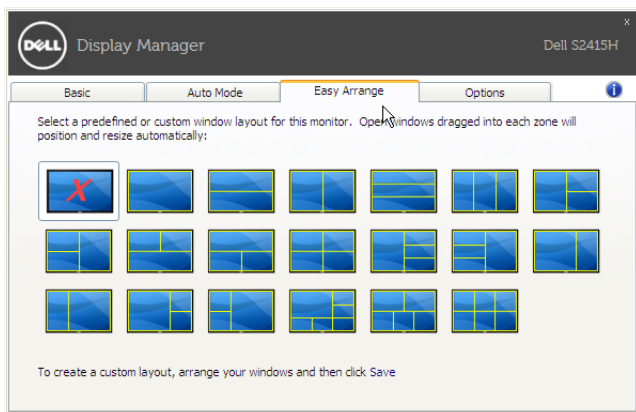 x
DELL Display Manager Dell S2415H
Basic Auto Mode Easy Arrange Options i
Select a predefined or custom window layout for this monitor. Open windows dragged into each zone will
position and resize automatically:
X
To create a custom layout, arrange your windows and then click Save